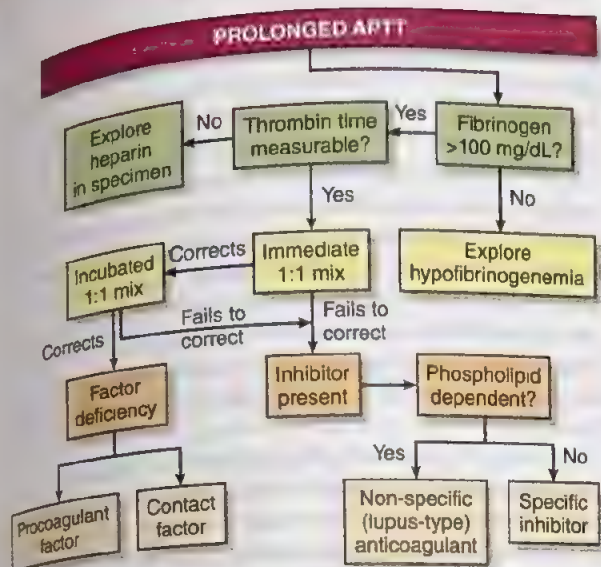 PROLONGED APTT
Explore
heparin
in specimen
No
Thrombin time
measurable?
Yes
Fibrinogen
>100 mg/dL?
Yes
No
Incubated
1:1 mix
Corrects
Immediate
1:1 mix
Explore
hypofibrinogenemia
Corrects
Fails to
correct
Fails to
correct
Factor
deficiency
Inhibitor
present
Phospholipid
dependent?
Yes
No
Procoagulant
factor
Contact
factor
Non-specific
(lupus-type)
anticoagulant
Specific
inhibitor